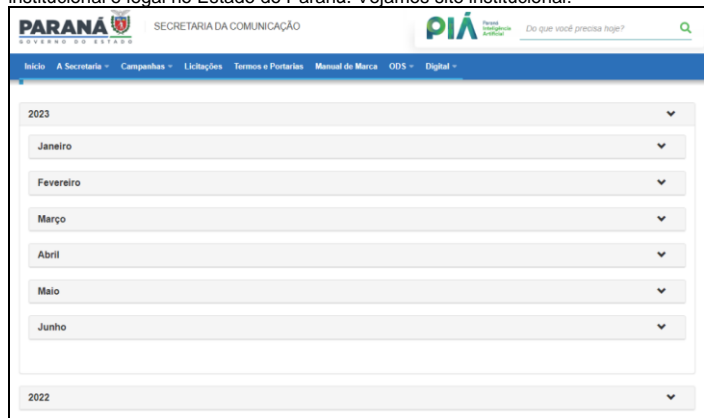 institucional e legal no Estado do Paraná. Vejamos site institucional:
PARANÁ
GOVERNO DO ESTADO
SECRETARIA DA COMUNICAÇÃO
PIÁ Paraná Inteligência Artificial
Do que você precisa hoje?
Início A Secretaria Campanhas Licitações Termos e Portarias Manual de Marca ODS Digital
2023
Janeiro
Fevereiro
Março
Abril
Maio
Junho
2022